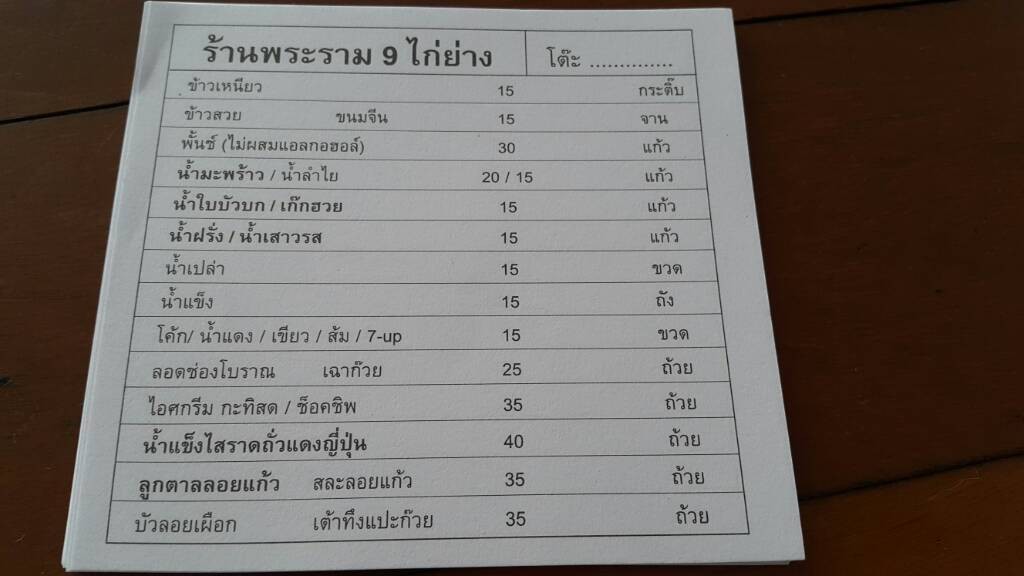 ร้านพระราม 9 ไก่ย่าง โต๊ะ ..............
ข้าวเหนียว 15 กระติ๊บ
ข้าวสวย ขนมจีน 15 จาน
พั้นช์ (ไม่ผสมแอลกอฮอล์) 30 แก้ว
น้ำมะพร้าว / น้ำลำไย 20 / 15 แก้ว
น้ำใบบัวบก / เก๊กฮวย 15 แก้ว
น้ำฝรั่ง / น้ำเสาวรส 15 แก้ว
น้ำเปล่า 15 ขวด
น้ำแข็ง 15 ถัง
โค้ก/ น้ำแดง / เขียว / ส้ม / 7-up 15 ขวด
ลอดช่องโบราณ เฉาก๊วย 25 ถ้วย
ไอศกรีม กะทิสด / ช็อคชิพ 35 ถ้วย
น้ำแข็งไสราดถั่วแดงญี่ปุ่น 40 ถ้วย
ลูกตาลลอยแก้ว สละลอยแก้ว 35 ถ้วย
บัวลอยเผือก เต้าทึงแปะก๊วย 35 ถ้วย